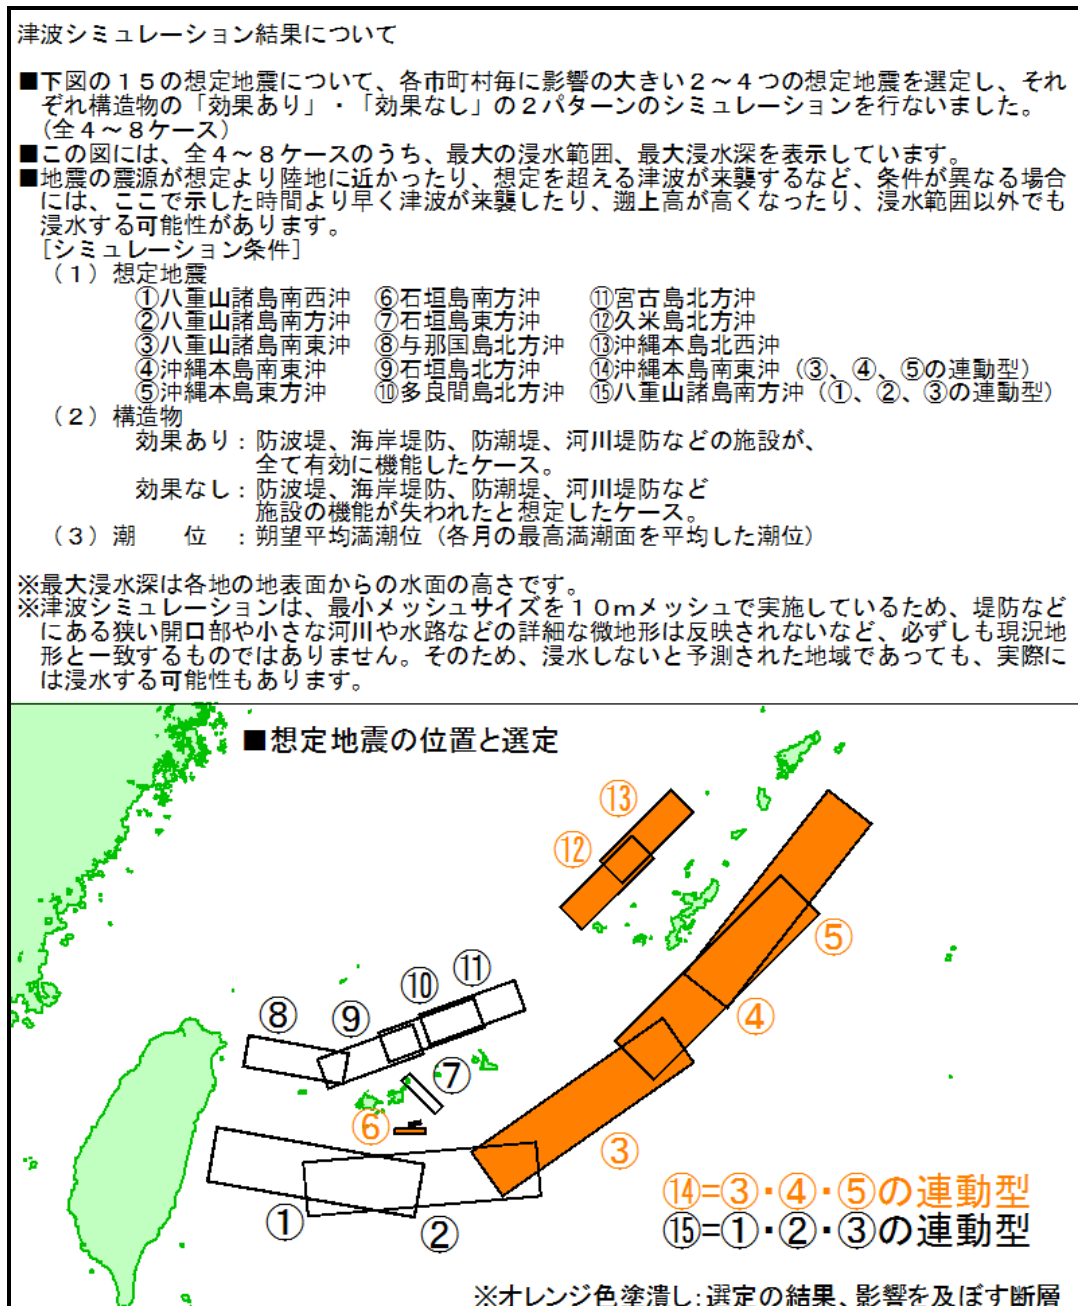 津波シミュレーション結果について
■下図の１５の想定地震について、各市町村毎に影響の大きい２～４つの想定地震を選定し、それ
ぞれ構造物の「効果あり」・「効果なし」の２パターンのシミュレーションを行ないました。
（全４～８ケース）
■この図には、全４～８ケースのうち、最大の浸水範囲、最大浸水深を表示しています。
■地震の震源が想定より陸地に近かったり、想定を超える津波が来襲するなど、条件が異なる場合
には、ここで示した時間より早く津波が来襲したり、遡上高が高くなったり、浸水範囲以外でも
浸水する可能性があります。
［シミュレーション条件］
（１）想定地震
①八重山諸島南西沖　⑥石垣島南方沖　⑪宮古島北方沖
②八重山諸島南方沖　⑦石垣島東方沖　⑫久米島北方沖
③八重山諸島南東沖　⑧与那国島北方沖　⑬沖縄本島北西沖
④沖縄本島南東沖　⑨石垣島北方沖　⑭沖縄本島南東沖（③、④、⑤の連動型）
⑤沖縄本島東方沖　⑩多良間島北方沖　⑮八重山諸島南方沖（①、②、③の連動型）
（２）構造物
効果あり：防波堤、海岸堤防、防潮堤、河川堤防などの施設が、
全て有効に機能したケース。
効果なし：防波堤、海岸堤防、防潮堤、河川堤防など
施設の機能が失われたと想定したケース。
（３）潮　　位　：朔望平均満潮位（各月の最高満潮面を平均した潮位）
※最大浸水深は各地の地表面からの水面の高さです。
※津波シミュレーションは、最小メッシュサイズを１０ｍメッシュで実施しているため、堤防など
にある狭い開口部や小さな河川や水路などの詳細な微地形は反映されないなど、必ずしも現況地
形と一致するものではありません。そのため、浸水しないと予測された地域であっても、実際に
は浸水する可能性もあります。
■想定地震の位置と選定
⑬
⑫
⑤
⑪
⑩
④
⑧
⑨
⑦
⑥
③
①
②
⑭=③・④・⑤の連動型
⑮=①・②・③の連動型
※オレンジ色塗潰し:選定の結果、影響を及ぼす断層